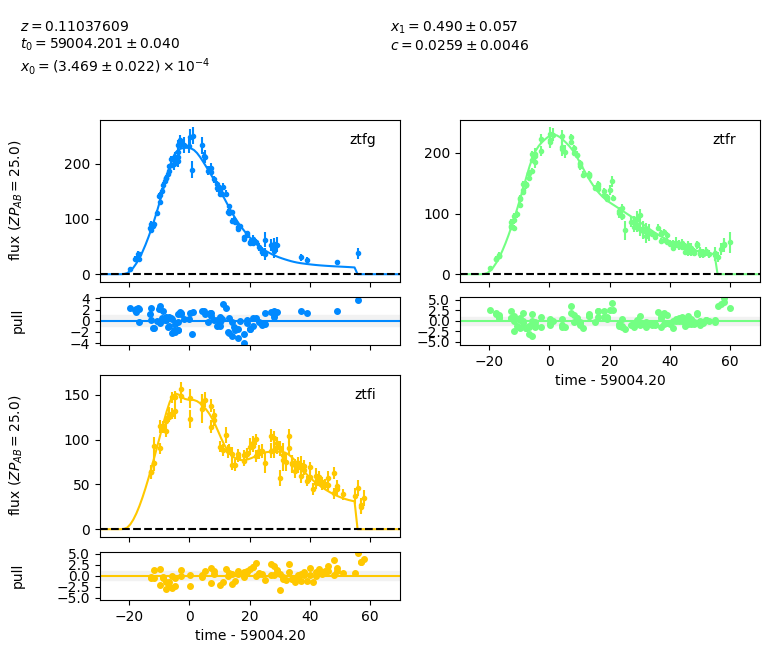 z = 0.11037609
x₁ = 0.490 ± 0.057
t₀ = 59004.201 ± 0.040
c = 0.0259 ± 0.0046
x₀ = (3.469 ± 0.022) × 10⁻⁴
flux (ZP_AB = 25.0)
200
100
0
ztfg
200
100
0
ztfr
pull
4
2
0
−2
−4
5.0
2.5
0.0
−2.5
−5.0
−20 0 20 40 60
time - 59004.20
flux (ZP_AB = 25.0)
150
100
50
0
ztfi
pull
5.0
2.5
0.0
−2.5
−5.0
−20 0 20 40 60
time - 59004.20